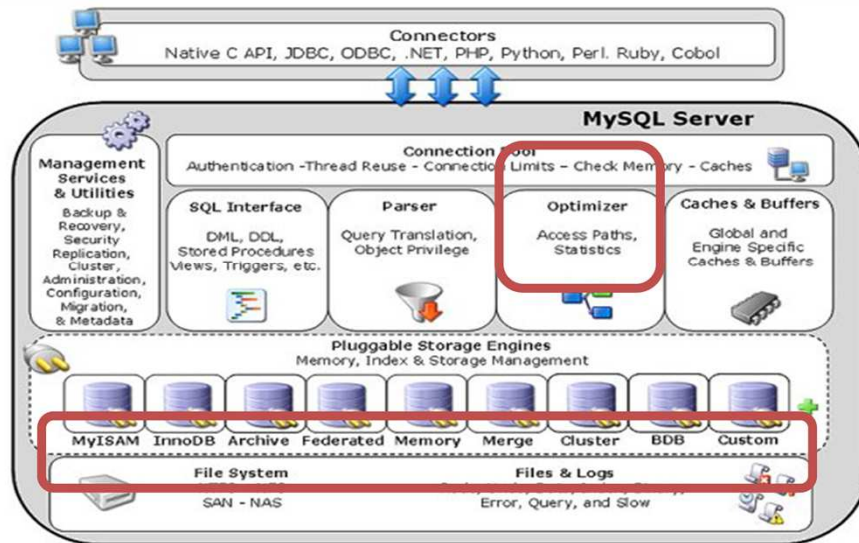 Connectors
Native C API, JDBC, ODBC, .NET, PHP, Python, Perl. Ruby, Cobol
MySQL Server
Management
Services
& Utilities
Backup &
Recovery,
Security
Replication,
Cluster,
Administration,
Configuration,
Migration,
& Metadata
Connection Pool
Authentication -Thread Reuse - Connection Limits – Check Memory - Caches
SQL Interface
DML, DDL,
Stored Procedures
Views, Triggers, etc.
Parser
Query Translation,
Object Privilege
Optimizer
Access Paths,
Statistics
Caches & Buffers
Global and
Engine Specific
Caches & Buffers
Pluggable Storage Engines
Memory, Index & Storage Management
MyISAM InnoDB Archive Federated Memory Merge Cluster BDB Custom
File System
SAN - NAS
Files & Logs
Error, Query, and Slow